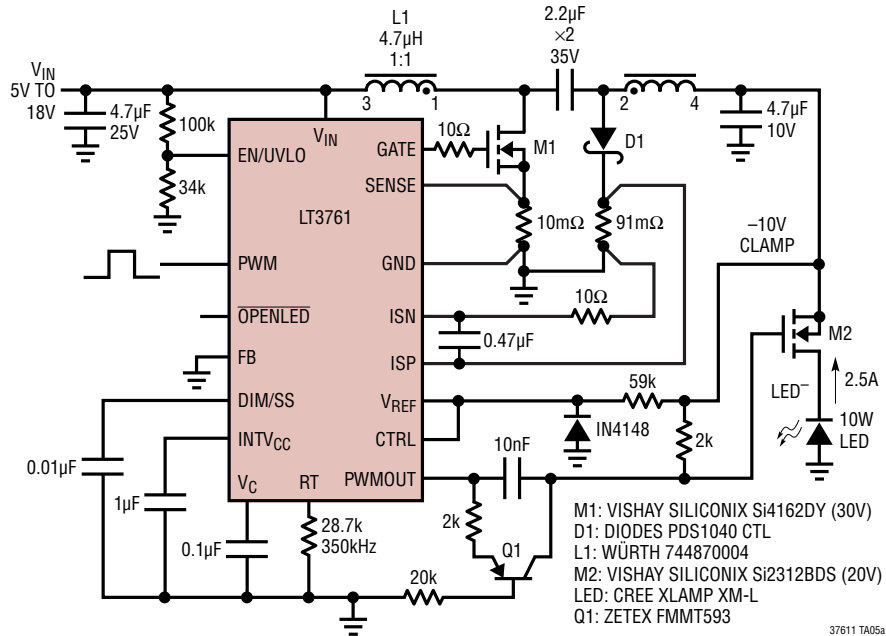 L1
4.7µH
1:1
2.2µF
×2
35V
VIN
5V TO
18V
4.7µF
25V
100k
34k
3
1
2
4
4.7µF
10V
VIN
EN/UVLO
GATE
10Ω
M1
D1
SENSE
LT3761
10mΩ
91mΩ
–10V
CLAMP
PWM
GND
10Ω
OPENLED
ISN
0.47µF
M2
FB
ISP
59k
LED–
2.5A
DIM/SS
VREF
IN4148
2k
10W
LED
INTVCC
CTRL
10nF
0.01µF
1µF
VC
RT
PWMOUT
0.1µF
28.7k
350kHz
2k
Q1
20k
M1: VISHAY SILICONIX Si4162DY (30V)
D1: DIODES PDS1040 CTL
L1: WÜRTH 744870004
M2: VISHAY SILICONIX Si2312BDS (20V)
LED: CREE XLAMP XM-L
Q1: ZETEX FMMT593
37611 TA05a